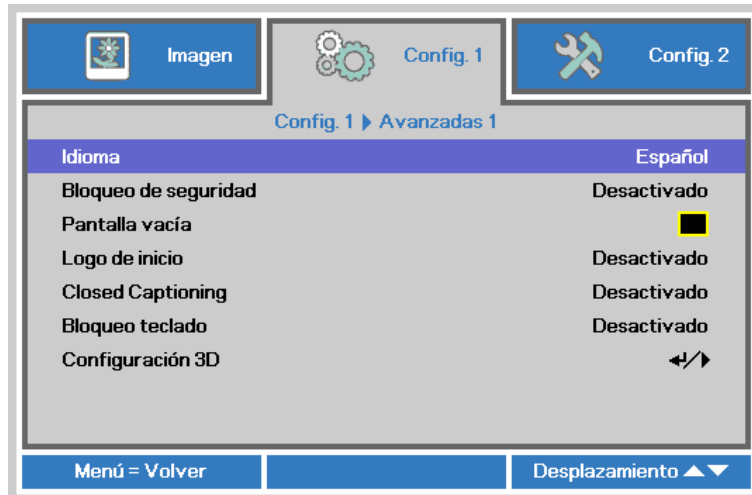 Imagen Config. 1 Config. 2
Config. 1 ▶ Avanzadas 1
Idioma Español
Bloqueo de seguridad Desactivado
Pantalla vacía
Logo de inicio Desactivado
Closed Captioning Desactivado
Bloqueo teclado Desactivado
Configuración 3D ↵/▶
Menú = Volver Desplazamiento ▲▼